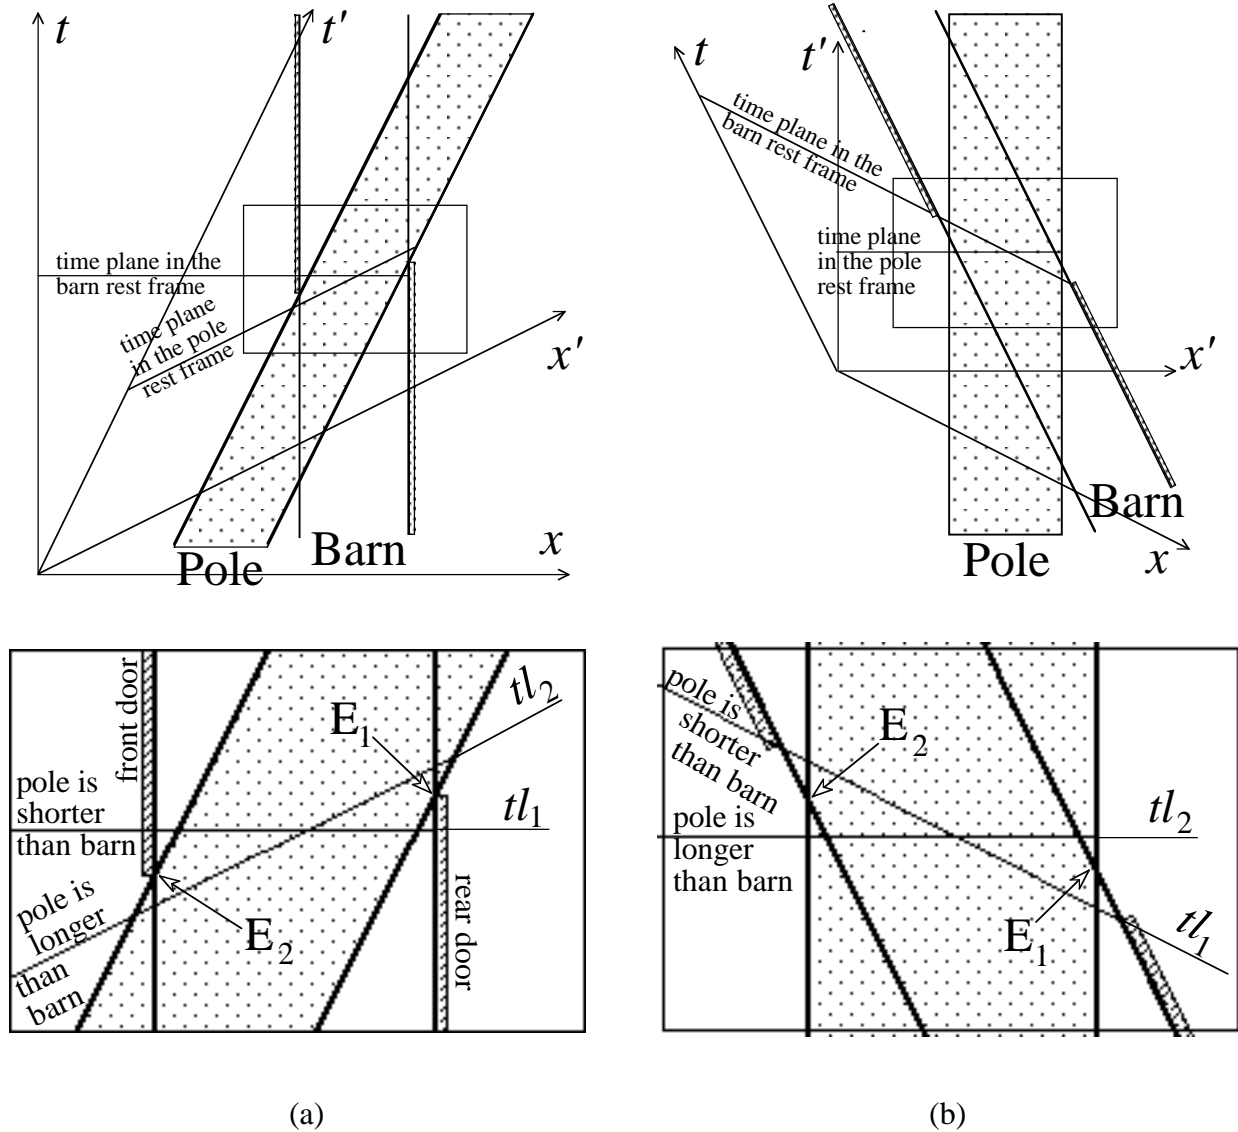 t
t'
time plane in the
barn rest frame
time plane
in the pole
rest frame
x'
x
Pole
Barn
t
t'
time plane in the
barn rest frame
time plane
in the pole
rest frame
x'
Barn
x
Pole
front door
tl2
E1
pole is
shorter
than barn
tl1
pole is
longer
than
barn
E2
rear door
pole is
shorter
than barn
E2
pole is
longer
than barn
tl2
E1
tl1
(a)
(b)